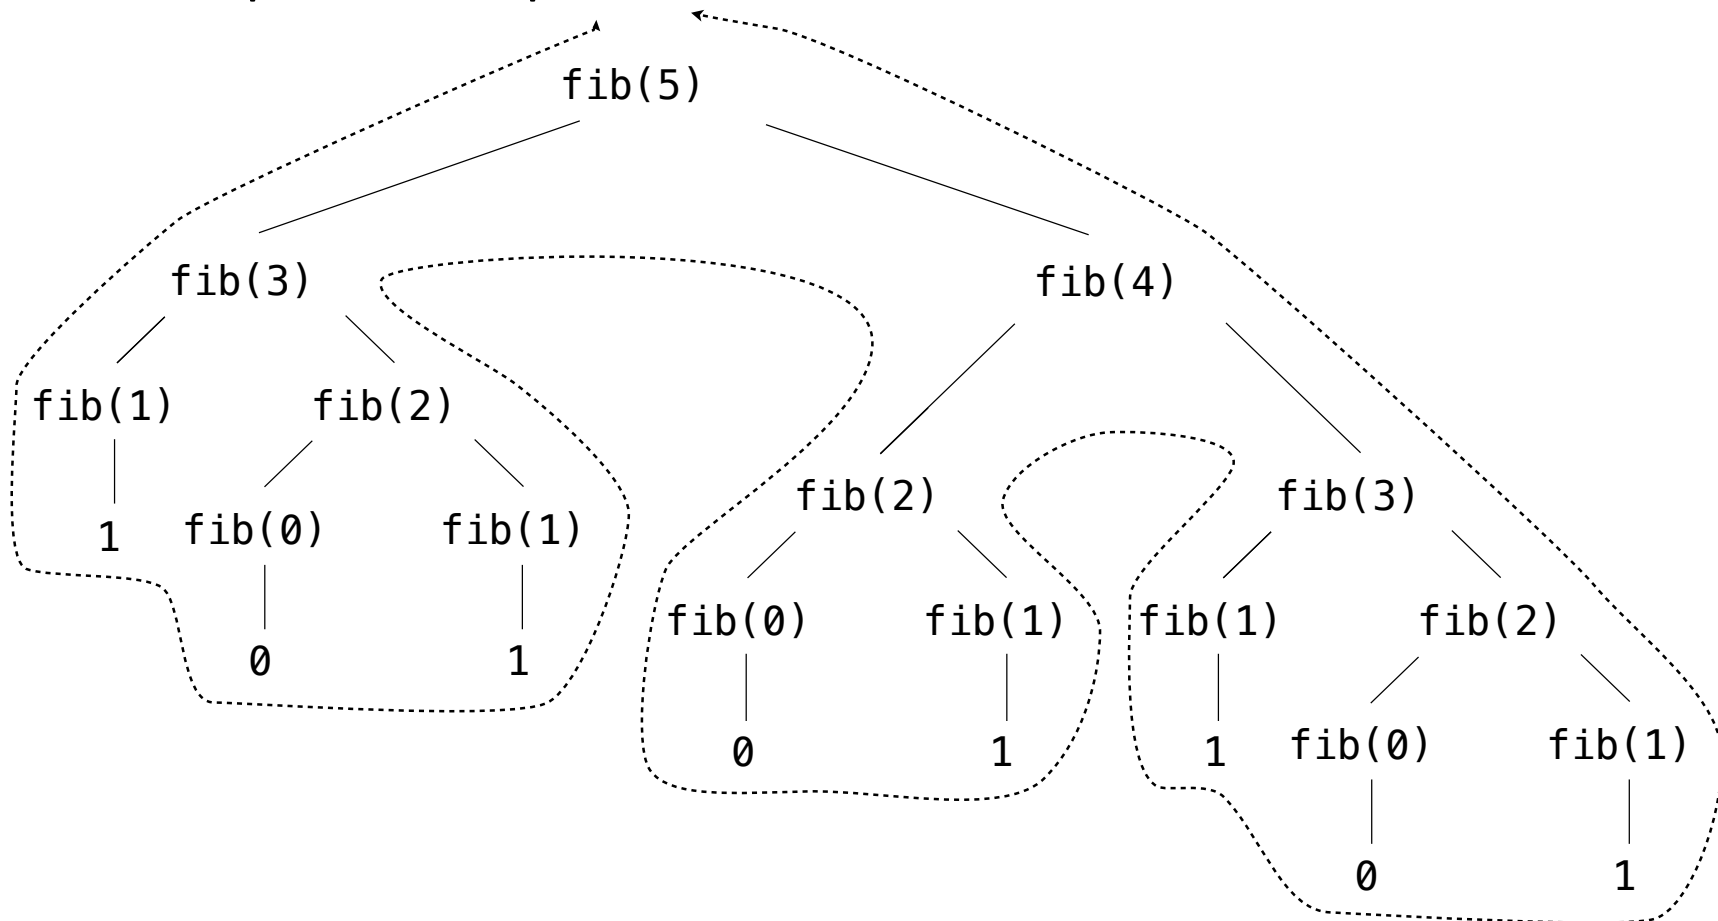 fib(5)
fib(3) fib(4)
fib(1) fib(2)
fib(2) fib(3)
1 fib(0) fib(1)
fib(0) fib(1) fib(1) fib(2)
0 1
0 1 1 fib(0) fib(1)
0 1